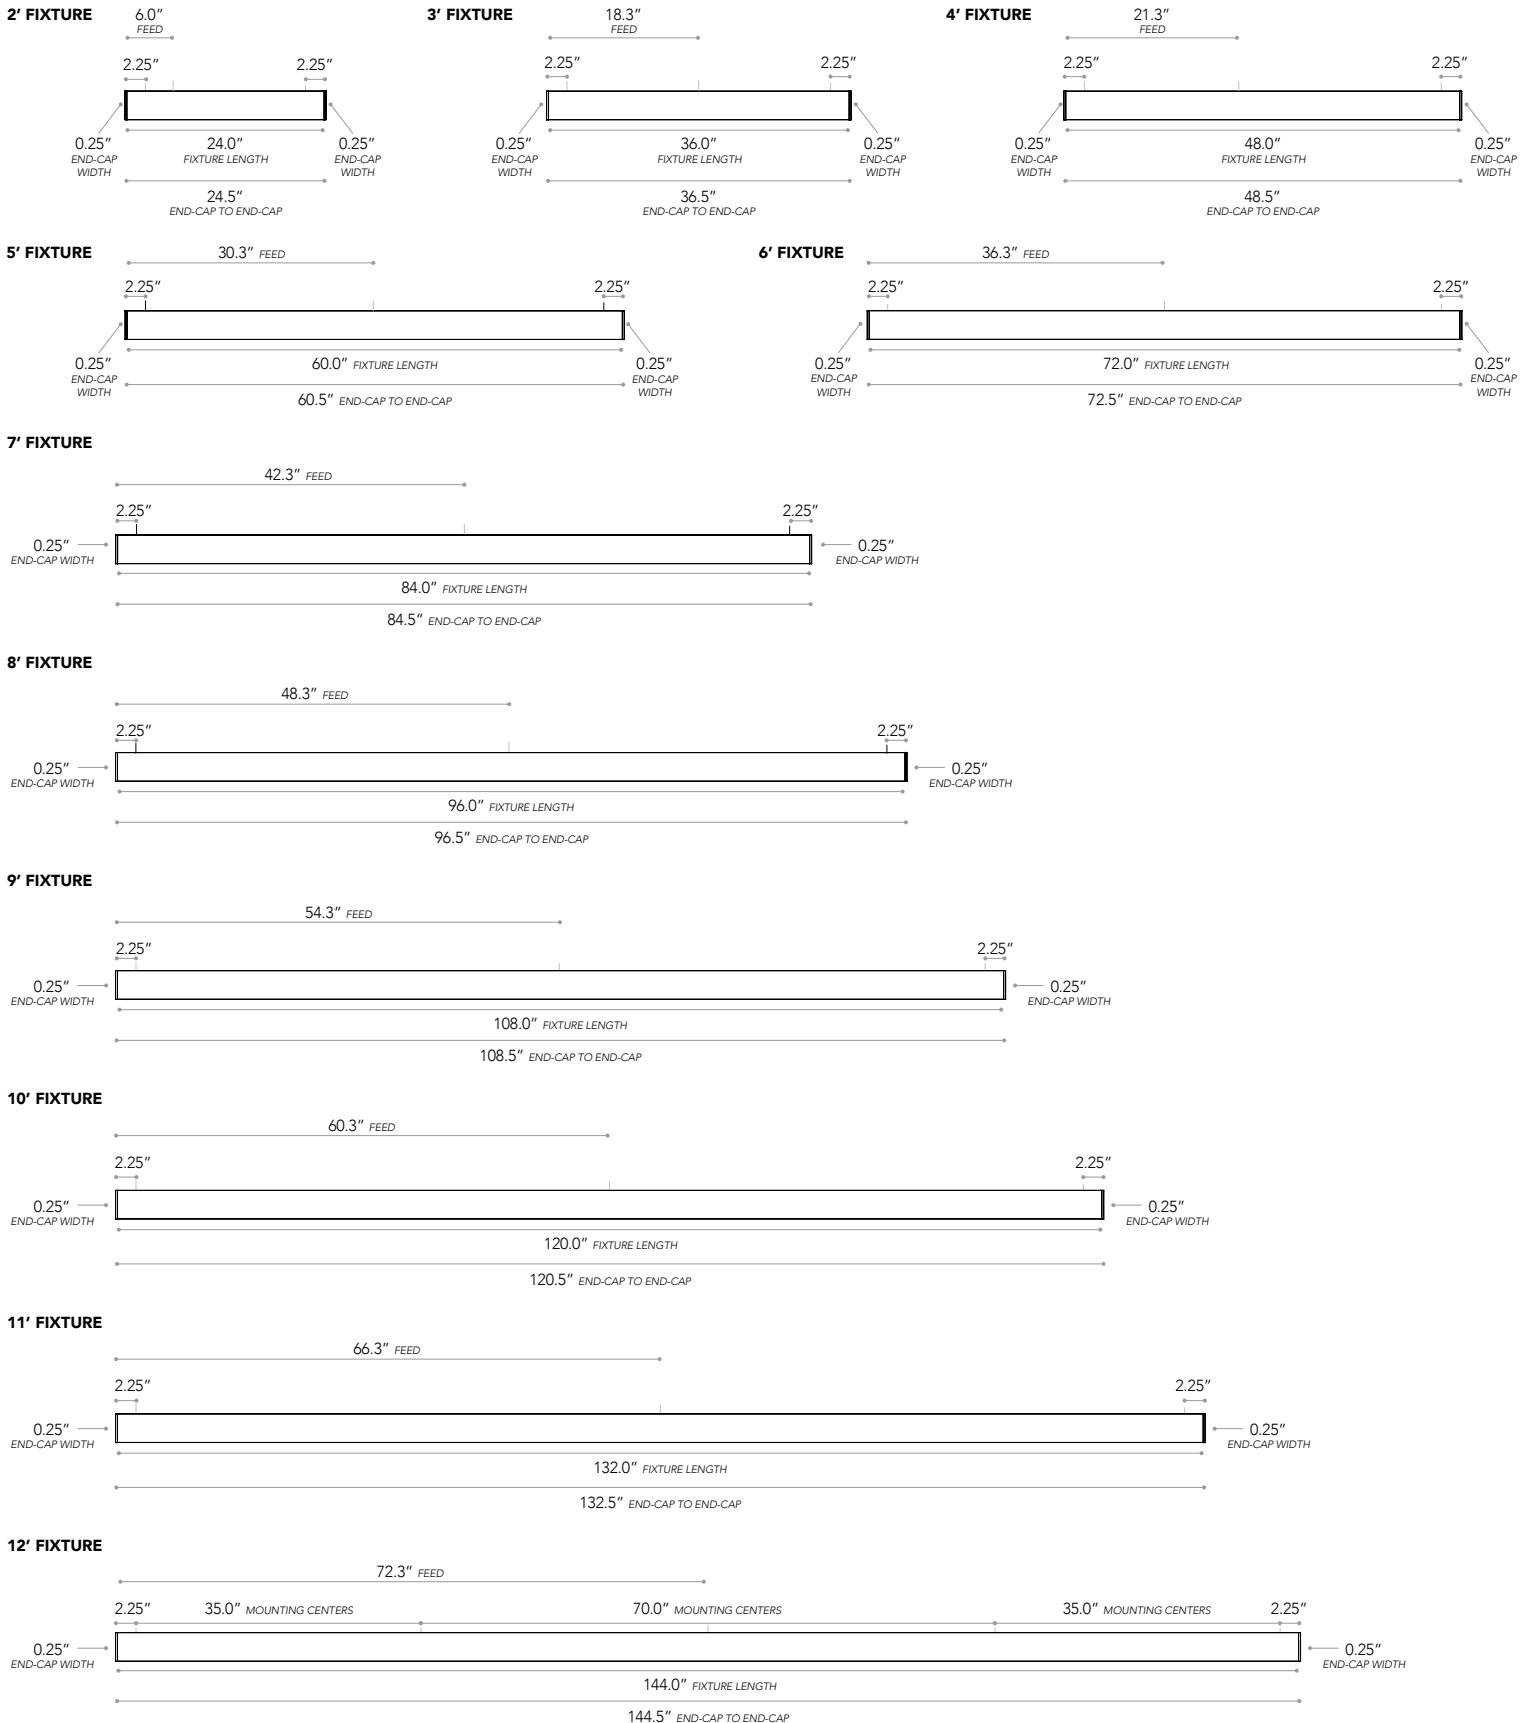 2’ FIXTURE
6.0”
FEED
2.25”
2.25”
0.25”
END-CAP
WIDTH
24.0”
FIXTURE LENGTH
0.25”
END-CAP
WIDTH
24.5”
END-CAP TO END-CAP
3’ FIXTURE
18.3”
FEED
2.25”
2.25”
0.25”
END-CAP
WIDTH
36.0”
FIXTURE LENGTH
0.25”
END-CAP
WIDTH
36.5”
END-CAP TO END-CAP
4’ FIXTURE
21.3”
FEED
2.25”
2.25”
0.25”
END-CAP
WIDTH
48.0”
FIXTURE LENGTH
0.25”
END-CAP
WIDTH
48.5”
END-CAP TO END-CAP
5’ FIXTURE
30.3” FEED
2.25”
2.25”
0.25”
END-CAP
WIDTH
60.0” FIXTURE LENGTH
0.25”
END-CAP
WIDTH
60.5” END-CAP TO END-CAP
6’ FIXTURE
36.3” FEED
2.25”
2.25”
0.25”
END-CAP
WIDTH
72.0” FIXTURE LENGTH
0.25”
END-CAP
WIDTH
72.5” END-CAP TO END-CAP
7’ FIXTURE
42.3” FEED
2.25”
2.25”
0.25”
END-CAP WIDTH
0.25”
END-CAP WIDTH
84.0” FIXTURE LENGTH
84.5” END-CAP TO END-CAP
8’ FIXTURE
48.3” FEED
2.25”
2.25”
0.25”
END-CAP WIDTH
0.25”
END-CAP WIDTH
96.0” FIXTURE LENGTH
96.5” END-CAP TO END-CAP
9’ FIXTURE
54.3” FEED
2.25”
2.25”
0.25”
END-CAP WIDTH
0.25”
END-CAP WIDTH
108.0” FIXTURE LENGTH
108.5” END-CAP TO END-CAP
10’ FIXTURE
60.3” FEED
2.25”
2.25”
0.25”
END-CAP WIDTH
0.25”
END-CAP WIDTH
120.0” FIXTURE LENGTH
120.5” END-CAP TO END-CAP
11’ FIXTURE
66.3” FEED
2.25”
2.25”
0.25”
END-CAP WIDTH
0.25”
END-CAP WIDTH
132.0” FIXTURE LENGTH
132.5” END-CAP TO END-CAP
12’ FIXTURE
72.3” FEED
2.25” 35.0” MOUNTING CENTERS 70.0” MOUNTING CENTERS 35.0” MOUNTING CENTERS 2.25”
0.25”
END-CAP WIDTH
0.25”
END-CAP WIDTH
144.0” FIXTURE LENGTH
144.5” END-CAP TO END-CAP